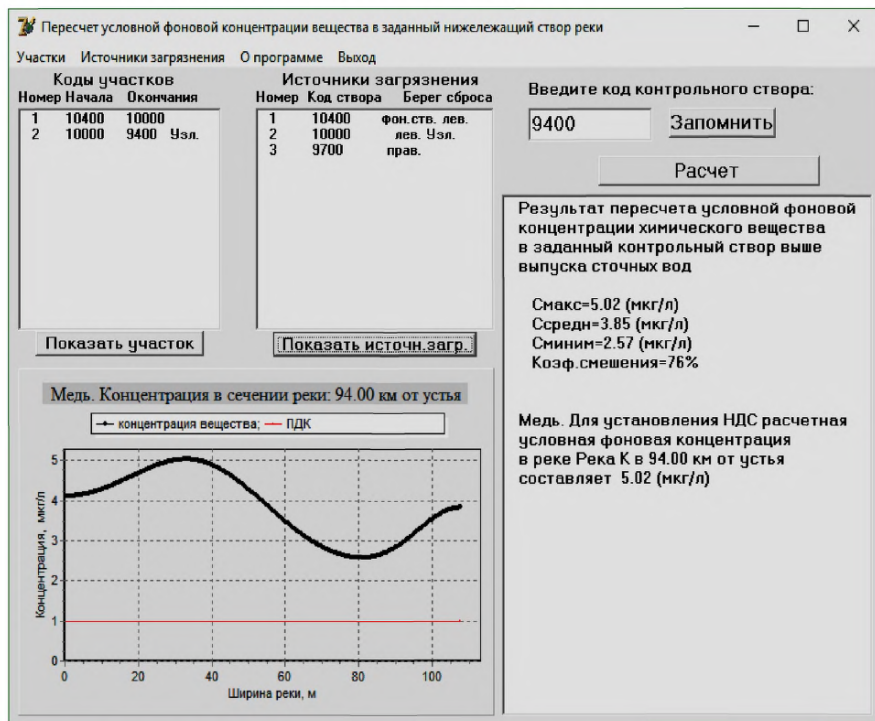 Пересчет условной фоновой концентрации вещества в заданный нижележащий створ реки
Участки Источники загрязнения О программе Выход
Коды участков
Номер Начала Окончания
1 10400 10000
2 10000 9400 Узл.
Показать участок
Источники загрязнения
Номер Код створа Берег сброса
1 10400 фон.ств. лев.
2 10000 лев. Узл.
3 9700 прав.
Показать источн.загр.
Введите код контрольного створа:
9400 Запомнить
Расчет
Результат пересчета условной фоновой
концентрации химического вещества
в заданный контрольный створ выше
выпуска сточных вод
Смакс=5.02 (мкг/л)
Ссредн=3.85 (мкг/л)
Сминим=2.57 (мкг/л)
Коэф.смешения=76%
Медь. Для установления НДС расчетная
условная фоновая концентрация
в реке Река К в 94.00 км от устья
составляет 5.02 (мкг/л)
Медь. Концентрация в сечении реки: 94.00 км от устья
концентрация вещества; ПДК
Концентрация, мкг/л
5
4
3
2
1
0
0 20 40 60 80 100
Ширина реки, м